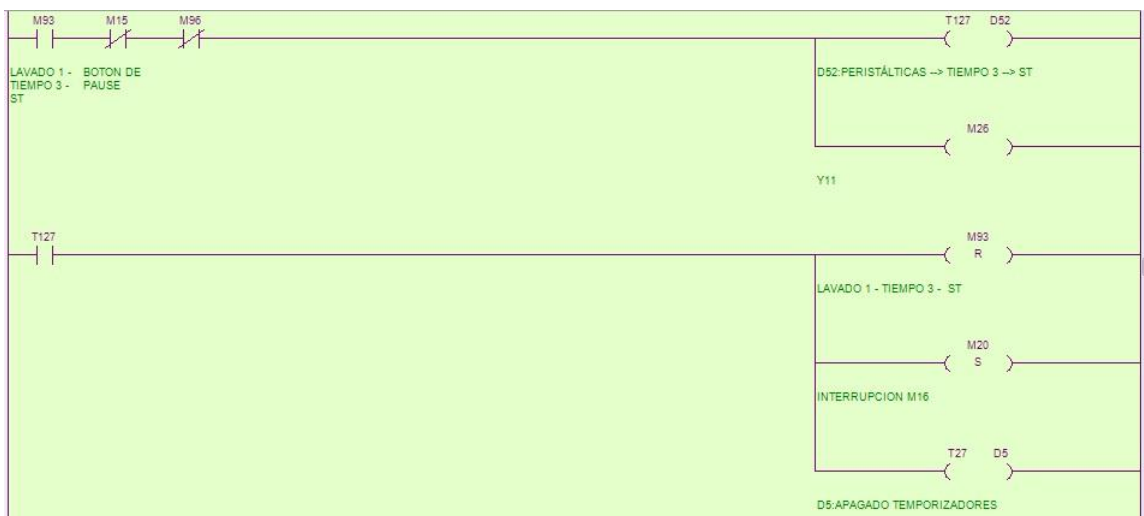 M93 M15 M96 T127 D52
LAVADO 1 - BOTON DE
TIEMPO 3 - PAUSE
ST
D52:PERISTÁLTICAS --> TIEMPO 3 --> ST
M26
Y11
T127 M93
R
LAVADO 1 - TIEMPO 3 - ST
M20
S
INTERRUPCION M16
T27 D5
D5:APAGADO TEMPORIZADORES